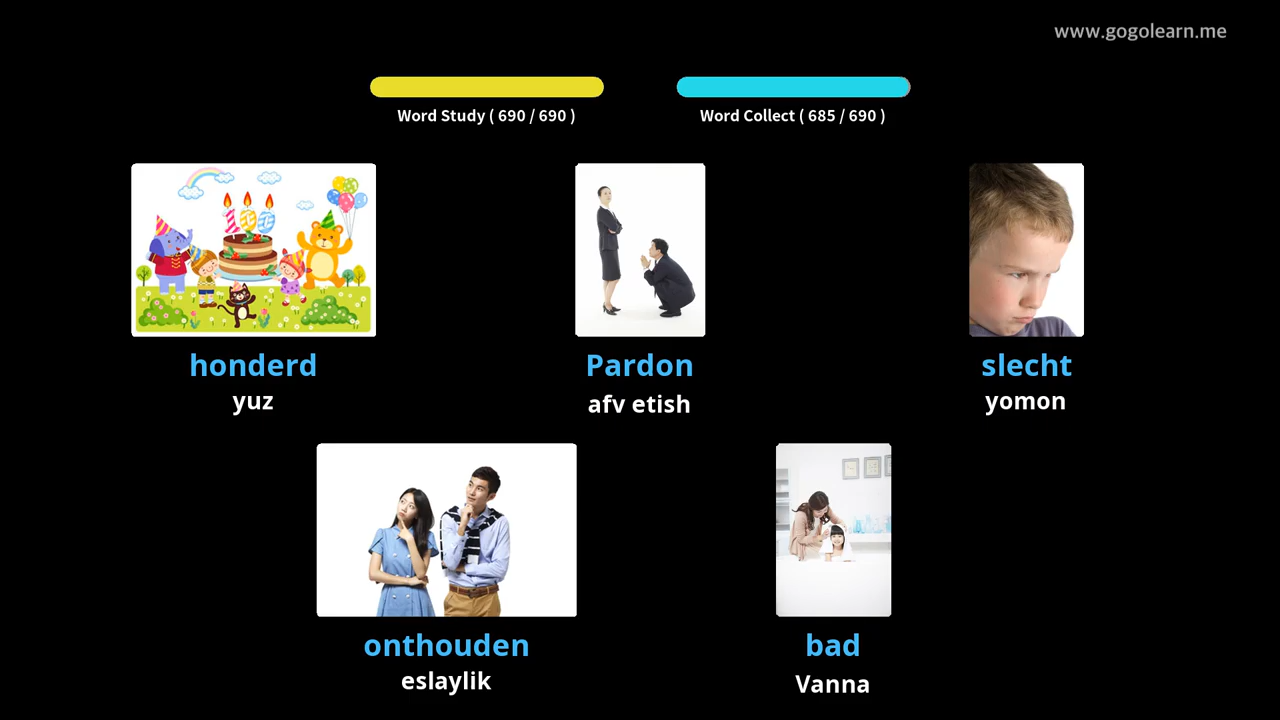 www.gogolearn.me
Word Study ( 690 / 690 )
Word Collect ( 685 / 690 )
100
honderd
yuz
Pardon
afv etish
slecht
yomon
onthouden
eslaylik
bad
Vanna